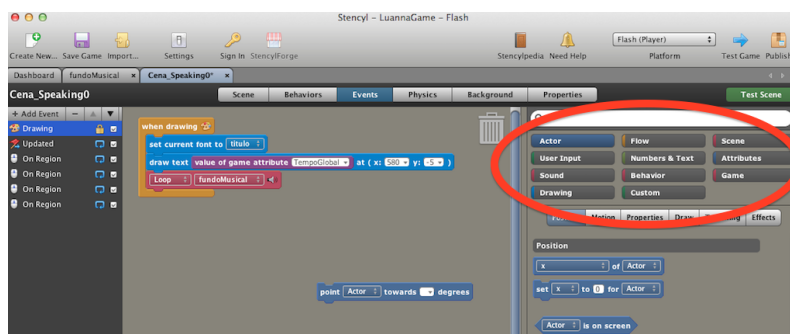 Stencyl – LuannaGame – Flash
Create New... Save Game Import... Settings Sign In StencylForge Stencylpedia Need Help Flash (Player) Platform Test Game Publish
Dashboard fundoMusical × Cena_Speaking0* ×
Cena_Speaking0 Scene Behaviors Events Physics Background Properties Test Scene
+ Add Event
Drawing
Updated
On Region
On Region
On Region
On Region
when drawing
set current font to titulo
draw text value of game attribute TempoGlobal at ( x: 580 y: -5 )
Loop fundoMusical
point Actor towards degrees
Actor Flow Scene
User Input Numbers & Text Attributes
Sound Behavior Game
Drawing Custom
Motion Properties Draw Effects
Position
x of Actor
set x to 0 for Actor
Actor is on screen